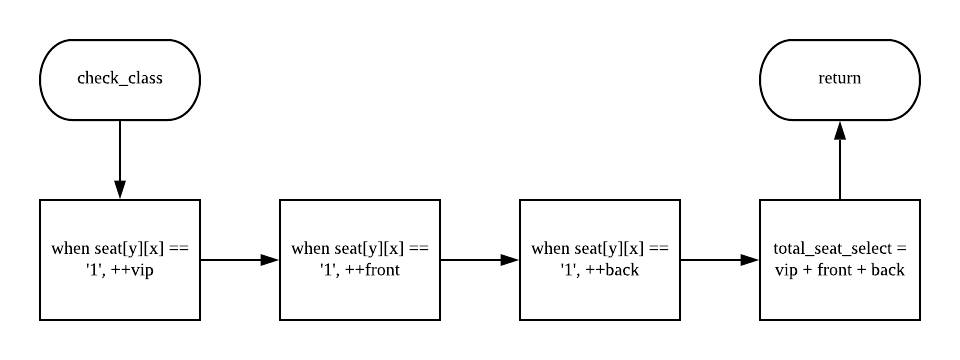 check_class
when seat[y][x] ==
'1', ++vip
when seat[y][x] ==
'1', ++front
when seat[y][x] ==
'1', ++back
total_seat_select =
vip + front + back
return